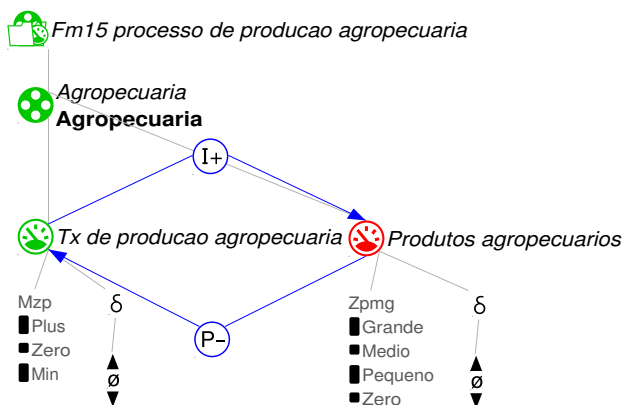 Fm15 processo de producao agropecuaria
Agropecuaria
Agropecuaria
I+
Tx de producao agropecuaria
Produtos agropecuarios
Mzp
Plus
Zero
Min
δ
ø
P-
Zpmg
Grande
Medio
Pequeno
Zero
δ
ø